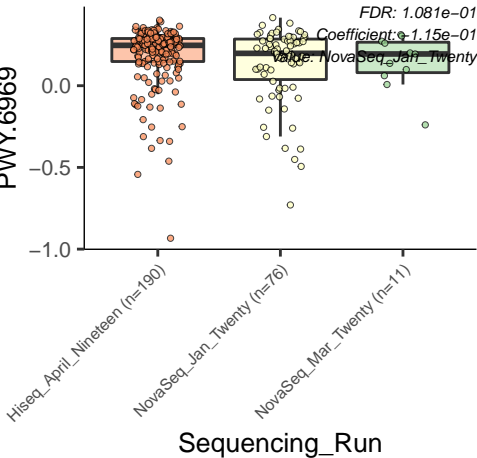 FDR: 1.081e−01
Coefficient: −1.15e−01
Value: NovaSeq_Jan_Twenty
PWY.6969
0.0
−0.5
−1.0
Hiseq_April_Nineteen (n=190)
NovaSeq_Jan_Twenty (n=76)
NovaSeq_Mar_Twenty (n=11)
Sequencing_Run